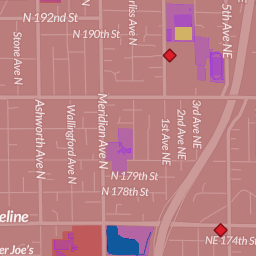 N 192nd St
N 190th St
5th Ave NE
Stone Ave N
Ashworth Ave N
Wallingford Ave N
Meridian Ave N
1st Ave NE
2nd Ave NE
3rd Ave NE
N 179th St
N 178th St
eline
NE 174th St
er Joe's